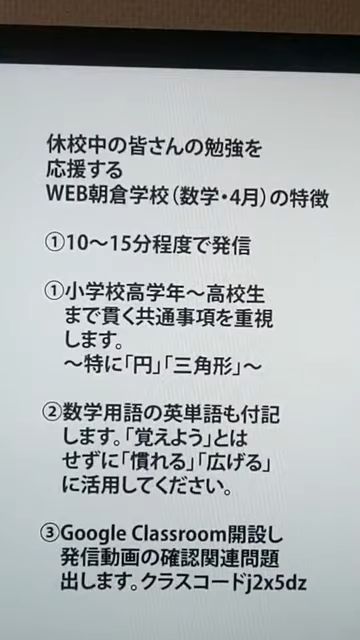 休校中の皆さんの勉強を
応援する
WEB朝倉学校（数学・4月）の特徴
①10～15分程度で発信
①小学校高学年～高校生
まで貫く共通事項を重視
します。
～特に「円」「三角形」～
②数学用語の英単語も付記
します。「覚えよう」とは
せずに「慣れる」「広げる」
に活用してください。
③Google Classroom開設し
発信動画の確認関連問題
出します。クラスコードj2x5dz